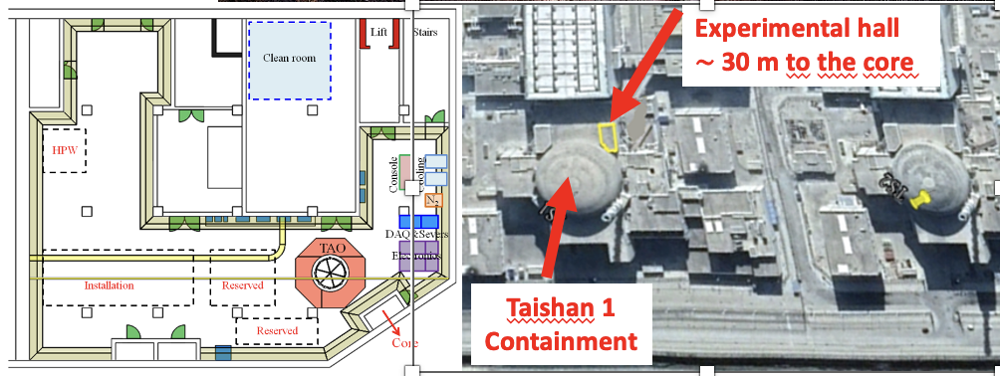 Lift
Stairs
Clean room
HPW
Console
Cooling
N2
DAQ &Severs
Electronics
TAO
Installation
Reserved
Reserved
Core
Experimental hall
~ 30 m to the core
Taishan 1
Containment